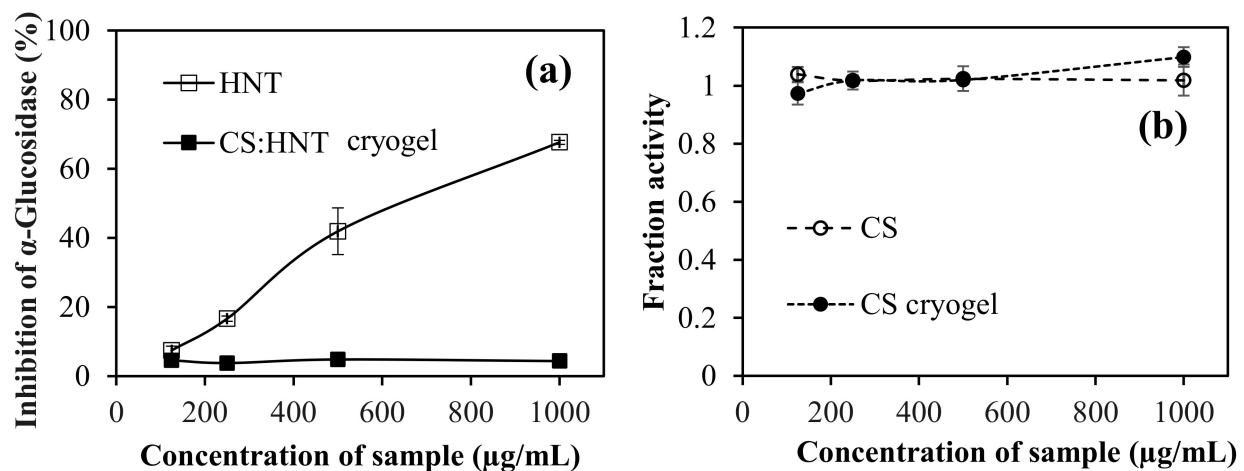 Inhibition of α-Glucosidase (%)
100
80
60
40
20
0
HNT
CS:HNT cryogel
(a)
0 200 400 600 800 1000
Concentration of sample (µg/mL)
Fraction activity
1.2
1
0.8
0.6
0.4
0.2
0
(b)
CS
CS cryogel
0 200 400 600 800 1000
Concentration of sample (µg/mL)